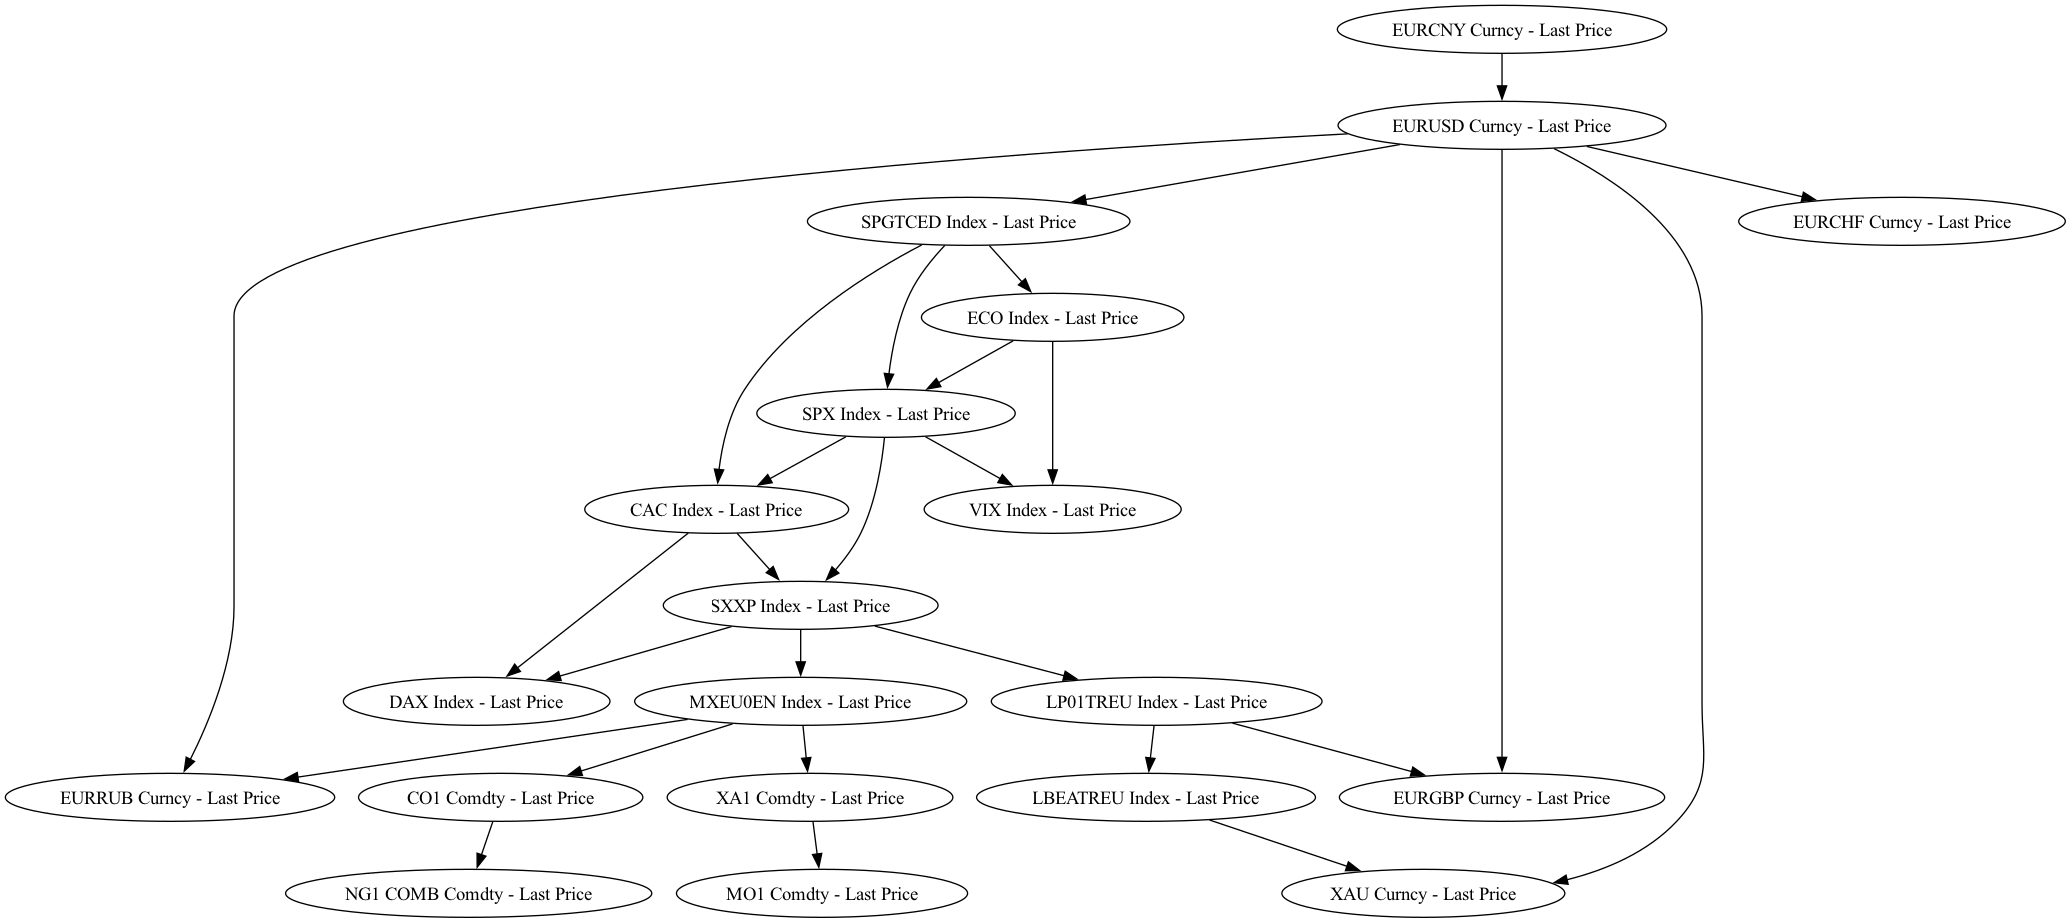 EURCNY Curncy - Last Price
EURUSD Curncy - Last Price
SPGTCED Index - Last Price
EURCHF Curncy - Last Price
ECO Index - Last Price
SPX Index - Last Price
CAC Index - Last Price
VIX Index - Last Price
SXXP Index - Last Price
DAX Index - Last Price
MXEU0EN Index - Last Price
LP01TREU Index - Last Price
EURRUB Curncy - Last Price
CO1 Comdty - Last Price
XA1 Comdty - Last Price
LBEATREU Index - Last Price
EURGBP Curncy - Last Price
NG1 COMB Comdty - Last Price
MO1 Comdty - Last Price
XAU Curncy - Last Price